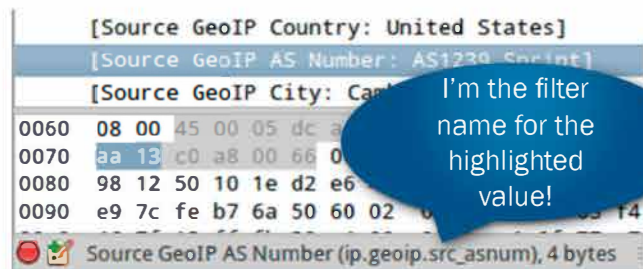 [Source GeoIP Country: United States]
[Source GeoIP AS Number: AS1239 Sprint]
[Source GeoIP City:
I'm the filter
name for the
highlighted
value!
0060 08 00 45 00 05 dc
0070 aa 13 c0 a8 00 66
0080 98 12 50 10 1e d2 e6
0090 e9 7c fe b7 6a 50 60 02 f4
Source GeoIP AS Number (ip.geoip.src_asnum), 4 bytes